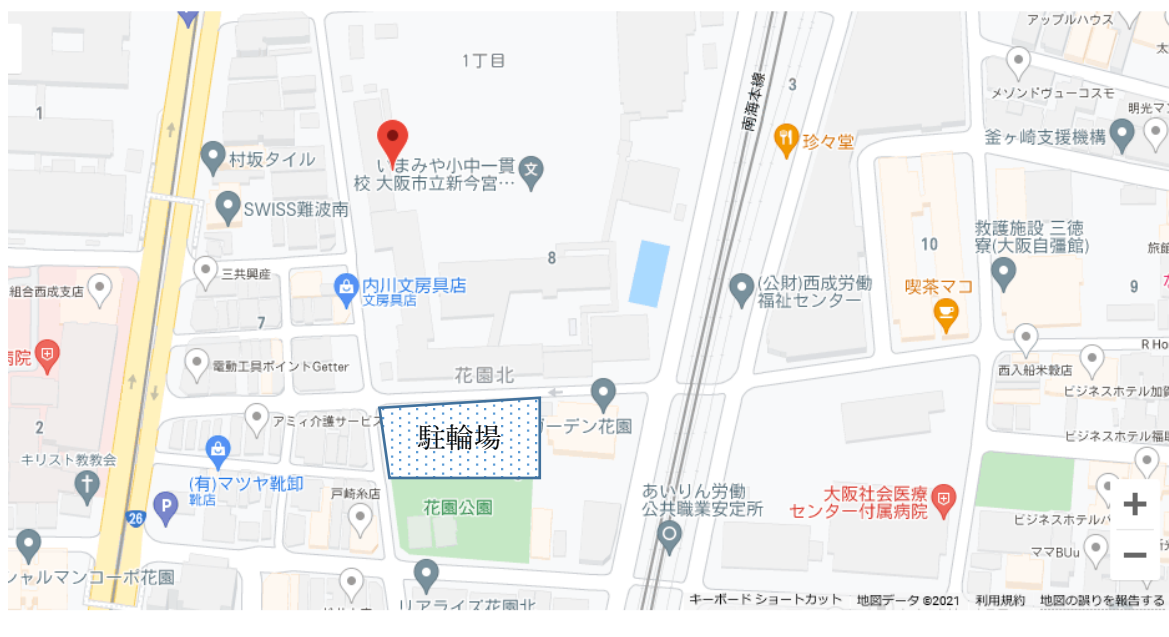 アップルハウス
太
1丁目
3
南海本線
メゾンドヴューコスモ
明光マ
1
珍々堂
釜ヶ崎支援機構
村坂タイル
いまみや小中一貫
校 大阪市立新今宮…
文
SWISS難波南
救護施設 三徳
寮(大阪自彊館)
10
旅館
8
三共興産
(公財)西成労働
福祉センター
内川文房具店
文房具店
喫茶マコ
9
組合西成支店
7
R Ho
病院
電動工具ポイントGetter
花園北
西入船米穀店
ビジネスホテル加賀
アミィ介護サービス
駐輪場
ガーデン花園
2
ビジネスホテル福助
キリスト教教会
(有)マツヤ靴卸
靴店
戸崎糸店
あいりん労働
公共職業安定所
大阪社会医療
センター付属病院
P
花園公園
26
ビジネスホテルパ
ママBUu
シャルマンコーポ花園
リアライズ花園北
キーボード ショートカット 地図データ ©2021 利用規約 地図の誤りを報告する